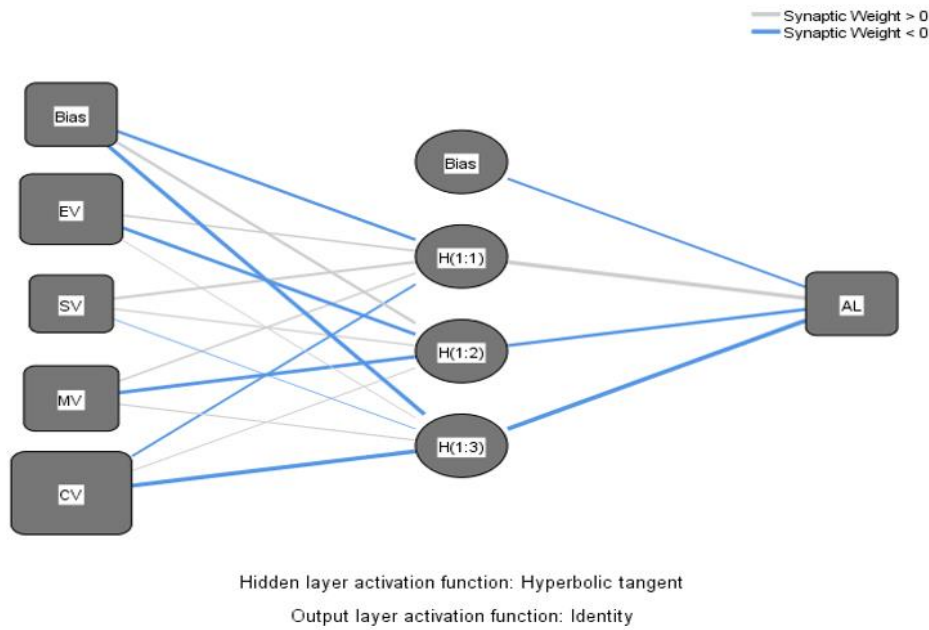 Synaptic Weight > 0
Synaptic Weight < 0
Bias
EV
SV
MV
CV
Bias
H(1:1)
H(1:2)
H(1:3)
AL
Hidden layer activation function: Hyperbolic tangent
Output layer activation function: Identity